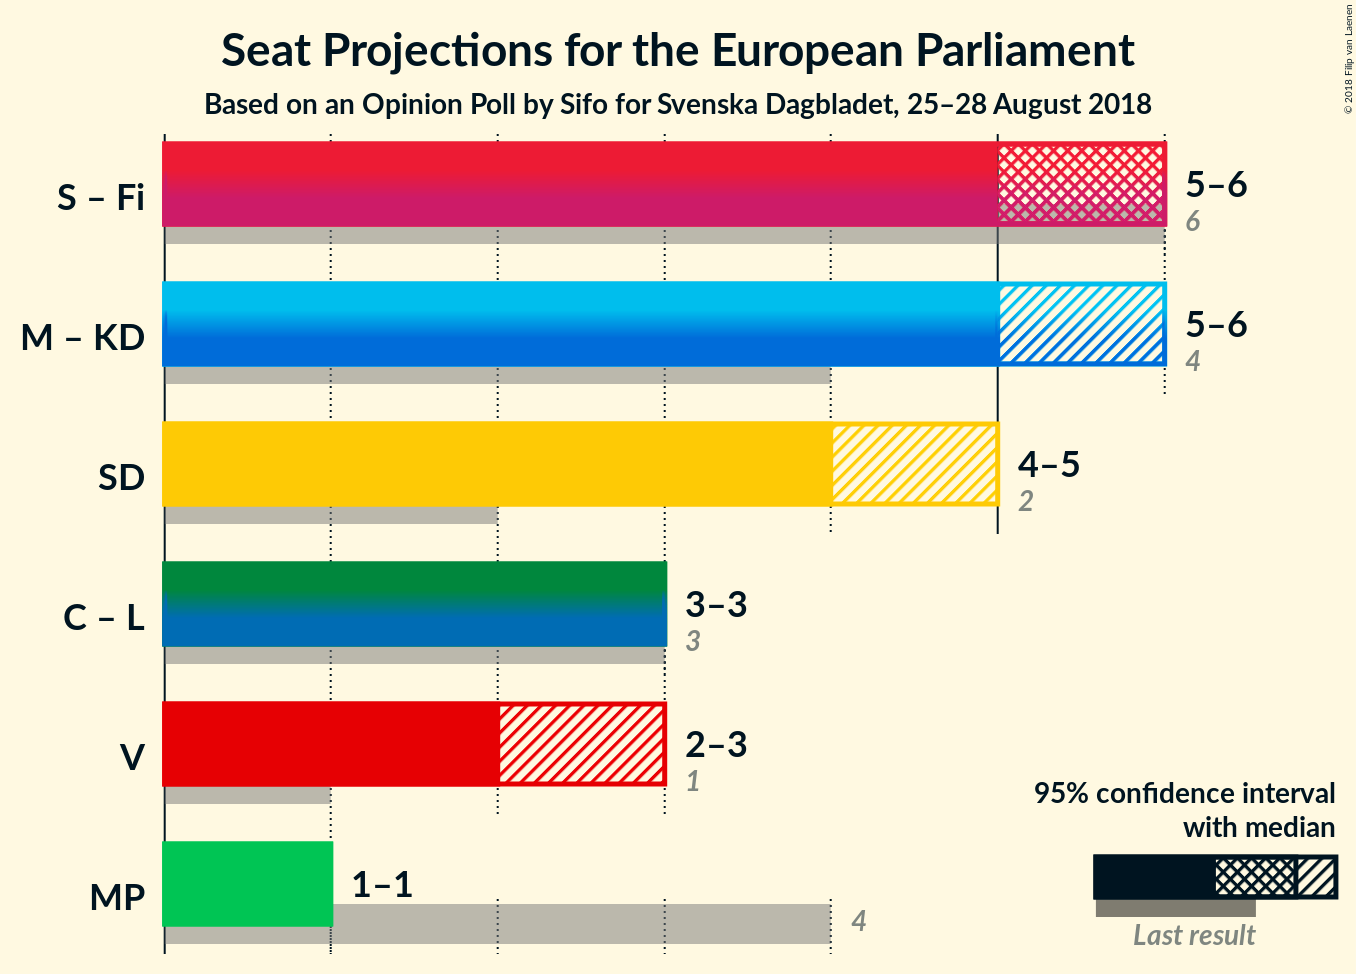 Seat Projections for the European Parliament
Based on an Opinion Poll by Sifo for Svenska Dagbladet, 25–28 August 2018
© 2018 Filip van Laenen
S – Fi
5–6
6
M – KD
5–6
4
SD
4–5
2
C – L
3–3
3
V
2–3
1
MP
1–1
4
95% confidence interval
with median
Last result